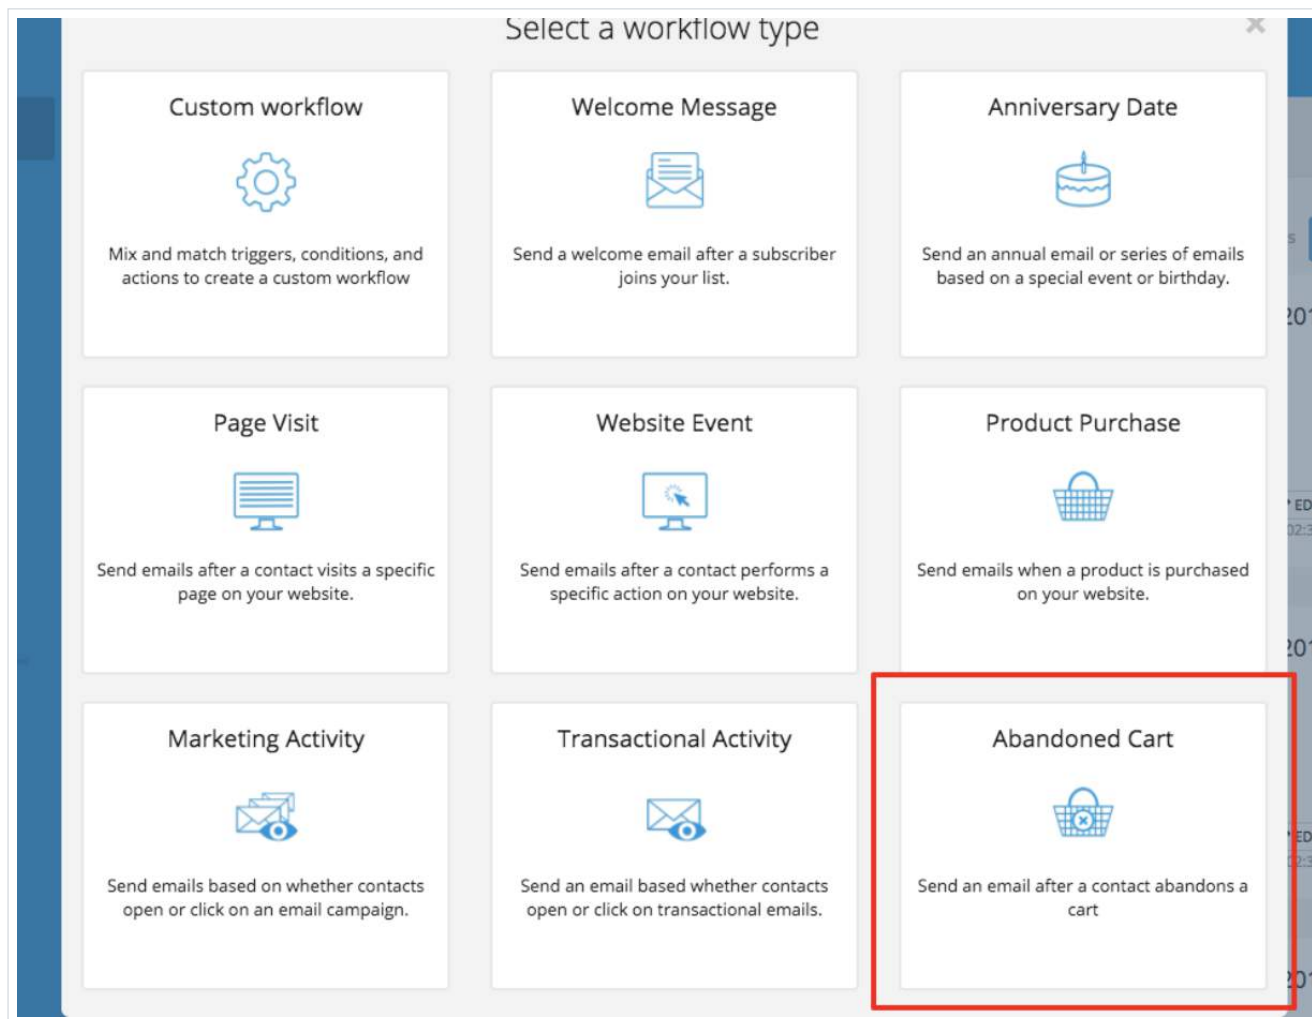 Select a workflow type
Custom workflow
Mix and match triggers, conditions, and
actions to create a custom workflow
Welcome Message
Send a welcome email after a subscriber
joins your list.
Anniversary Date
Send an annual email or series of emails
based on a special event or birthday.
Page Visit
Send emails after a contact visits a specific
page on your website.
Website Event
Send emails after a contact performs a
specific action on your website.
Product Purchase
Send emails when a product is purchased
on your website.
Marketing Activity
Send emails based on whether contacts
open or click on an email campaign.
Transactional Activity
Send an email based whether contacts
open or click on transactional emails.
Abandoned Cart
Send an email after a contact abandons a
cart